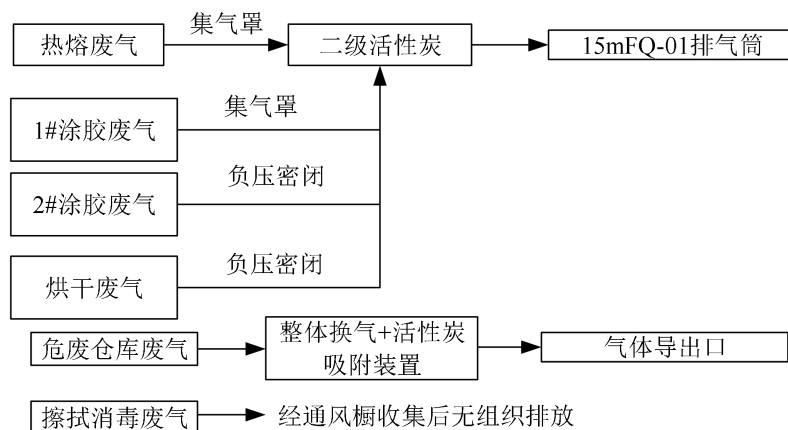 热熔废气
集气罩
二级活性炭
15mFQ-01排气筒
1#涂胶废气
集气罩
2#涂胶废气
负压密闭
烘干废气
负压密闭
危废仓库废气
整体换气+活性炭
吸附装置
气体导出口
擦拭消毒废气
经通风橱收集后无组织排放